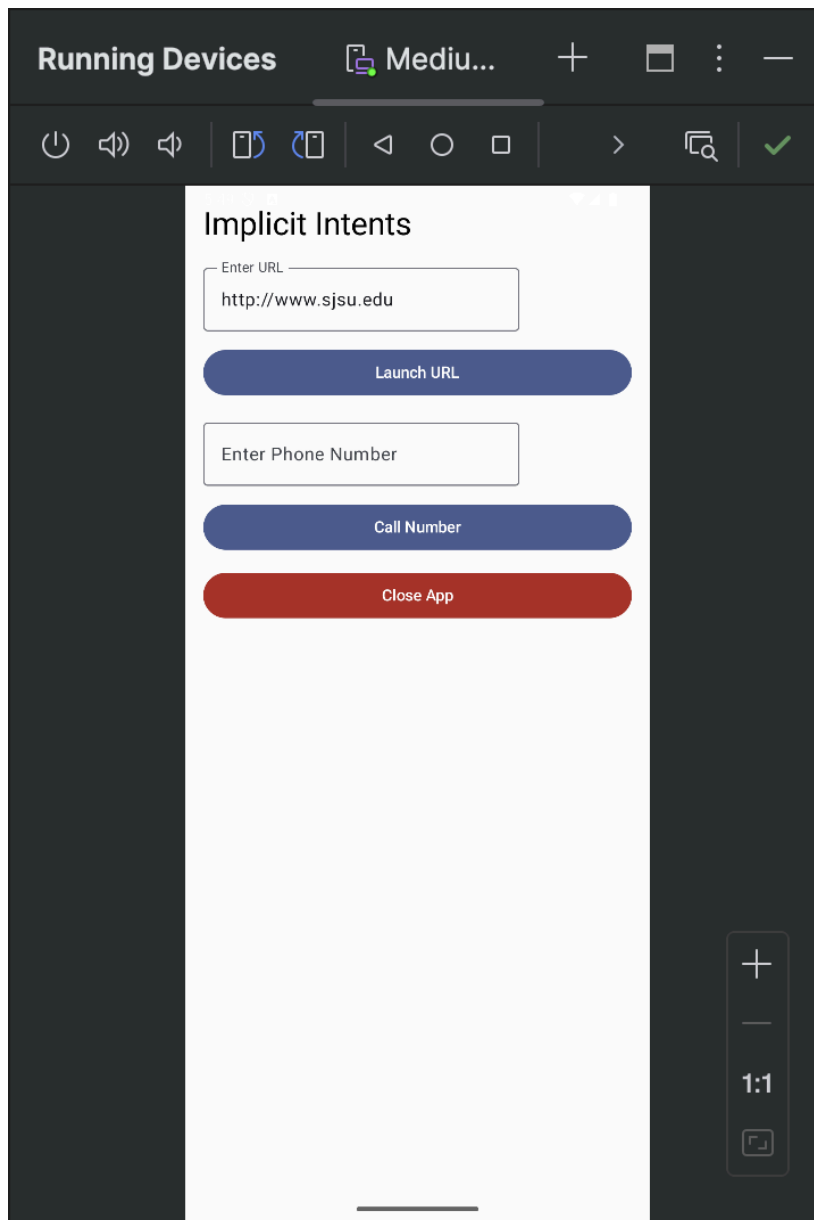 Running Devices Mediu...
Implicit Intents
Enter URL
http://www.sjsu.edu
Launch URL
Enter Phone Number
Call Number
Close App
1:1